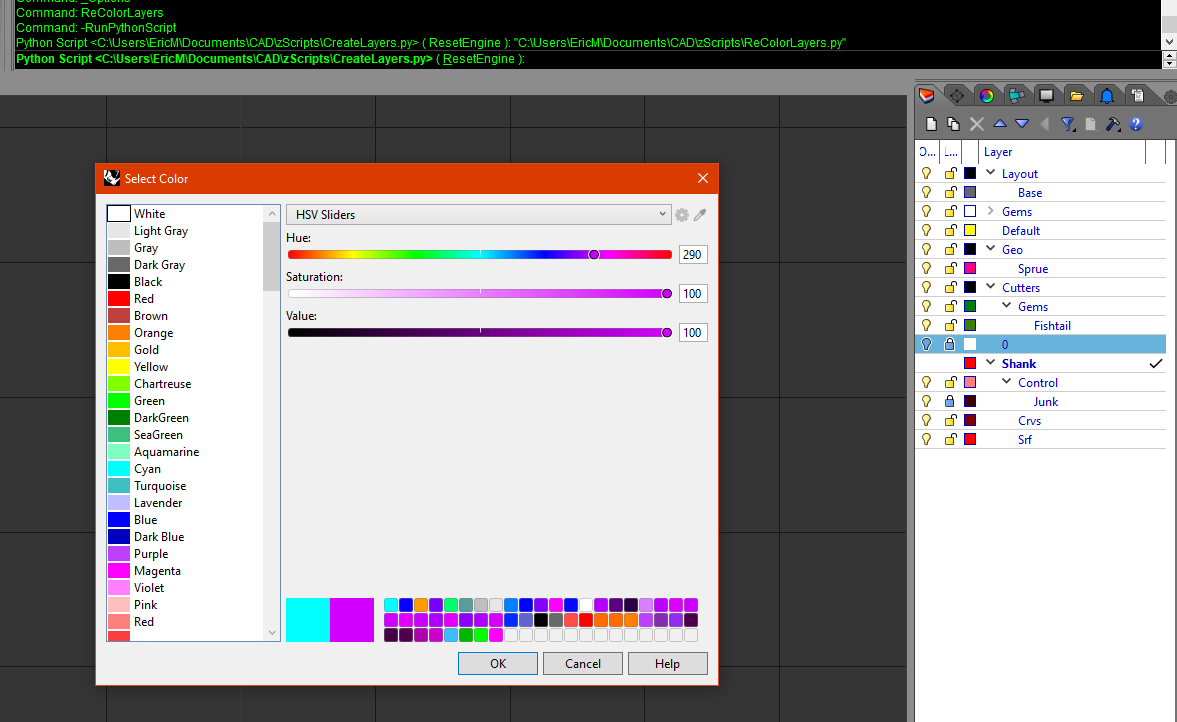 Command: _Options
Command: ReColorLayers
Command: -RunPythonScript
Python Script <C:\Users\EricM\Documents\CAD\zScripts\CreateLayers.py> ( ResetEngine ): "C:\Users\EricM\Documents\CAD\zScripts\ReColorLayers.py"
Python Script <C:\Users\EricM\Documents\CAD\zScripts\CreateLayers.py> ( ResetEngine ):
Select Color
White
Light Gray
Gray
Dark Gray
Black
Red
Brown
Orange
Gold
Yellow
Chartreuse
Green
DarkGreen
SeaGreen
Aquamarine
Cyan
Turquoise
Lavender
Blue
Dark Blue
Purple
Magenta
Violet
Pink
Red
HSV Sliders
Hue:
290
Saturation:
100
Value:
100
OK Cancel Help
O... L... Layer
Layout
Base
Gems
Default
Geo
Sprue
Cutters
Gems
Fishtail
0
Shank
Control
Junk
Crvs
Srf